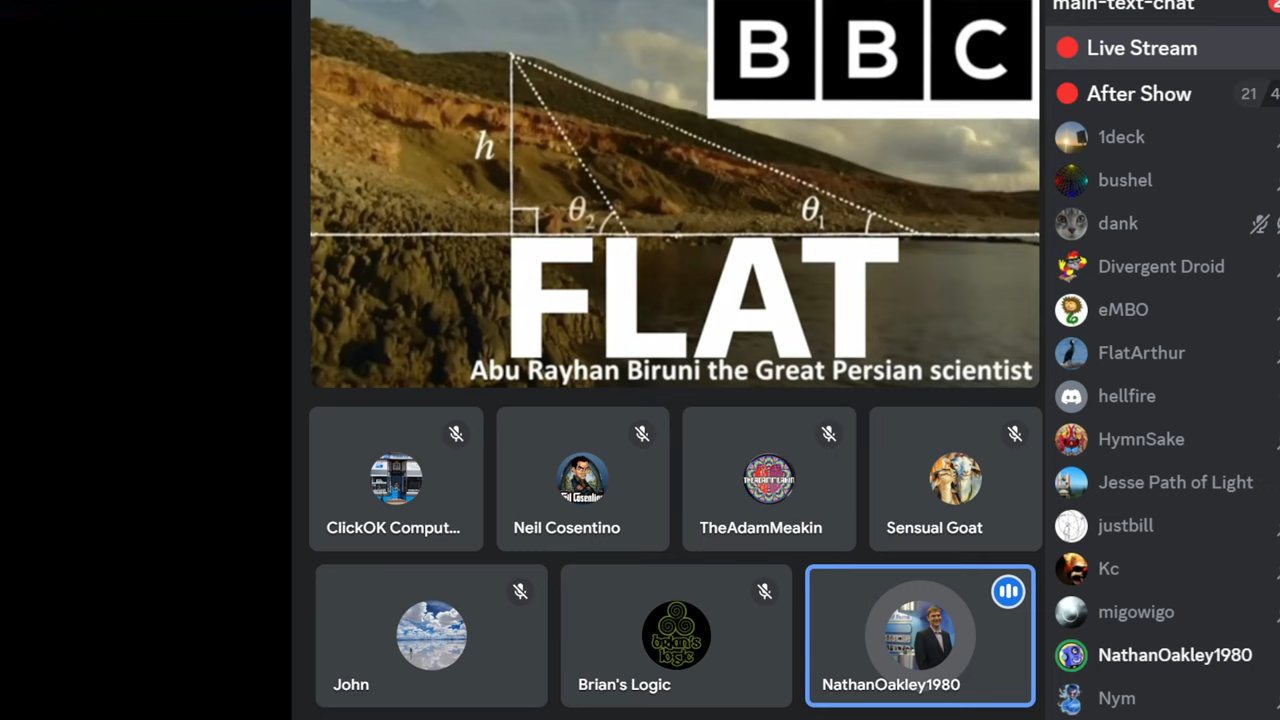 BBC
h
θ2
θ1
FLAT
Abu Rayhan Biruni the Great Persian scientist
ClickOK Comput...
Neil Cosentino
TheAdamMeakin
Sensual Goat
John
brian's
logic
Brian's Logic
NathanOakley1980
main-text-chat
Live Stream
After Show 21
1deck
bushel
dank
Divergent Droid
eMBO
FlatArthur
hellfire
HymnSake
Jesse Path of Light
justbill
Kc
migowigo
NathanOakley1980
Nym